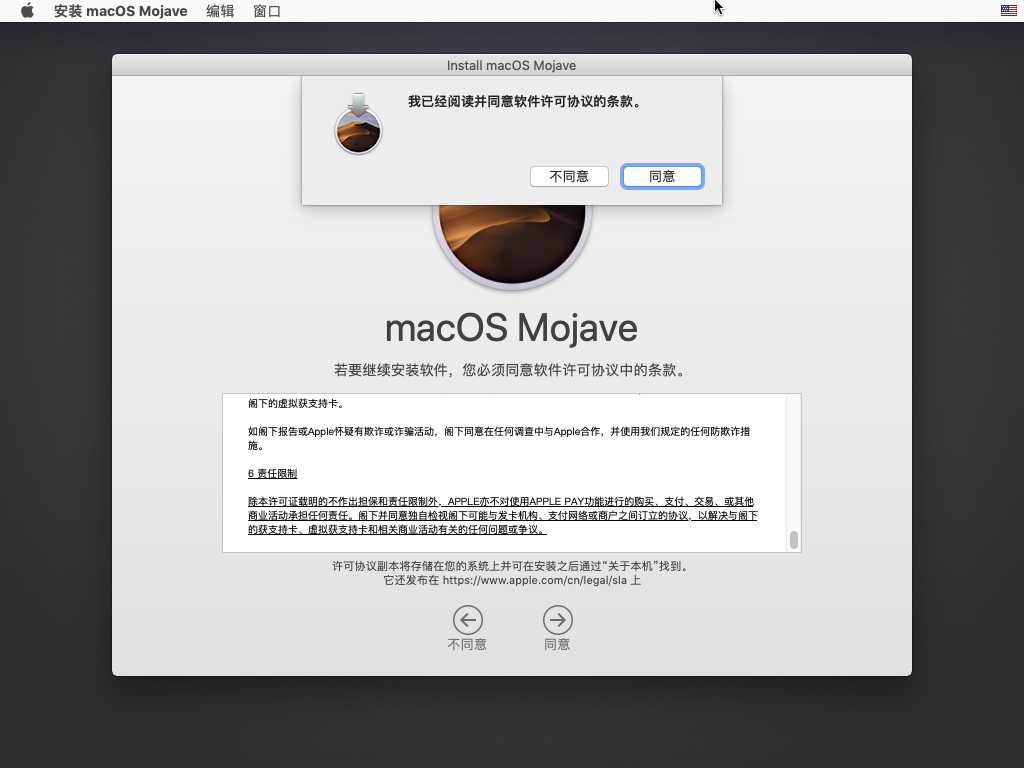 安装 macOS Mojave 编辑 窗口
Install macOS Mojave
我已经阅读并同意软件许可协议的条款。
不同意 同意
macOS Mojave
若要继续安装软件，您必须同意软件许可协议中的条款。
阁下的虚拟获支持卡。
如阁下报告或Apple怀疑有欺诈或诈骗活动，阁下同意在任何调查中与Apple合作，并使用我们规定的任何防欺诈措
施。
6 责任限制
除本许可证载明的不作出担保和责任限制外，APPLE亦不对使用APPLE PAY功能进行的购买、支付、交易、或其他
商业活动承担任何责任。阁下并同意独自检视阁下可能与发卡机构、支付网络或商户之间订立的协议，以解决与阁下
的获支持卡、虚拟获支持卡和相关商业活动有关的任何问题或争议。
许可协议副本将存储在您的系统上并可在安装之后通过“关于本机”找到。
它还发布在 https://www.apple.com/cn/legal/sla 上
不同意 同意